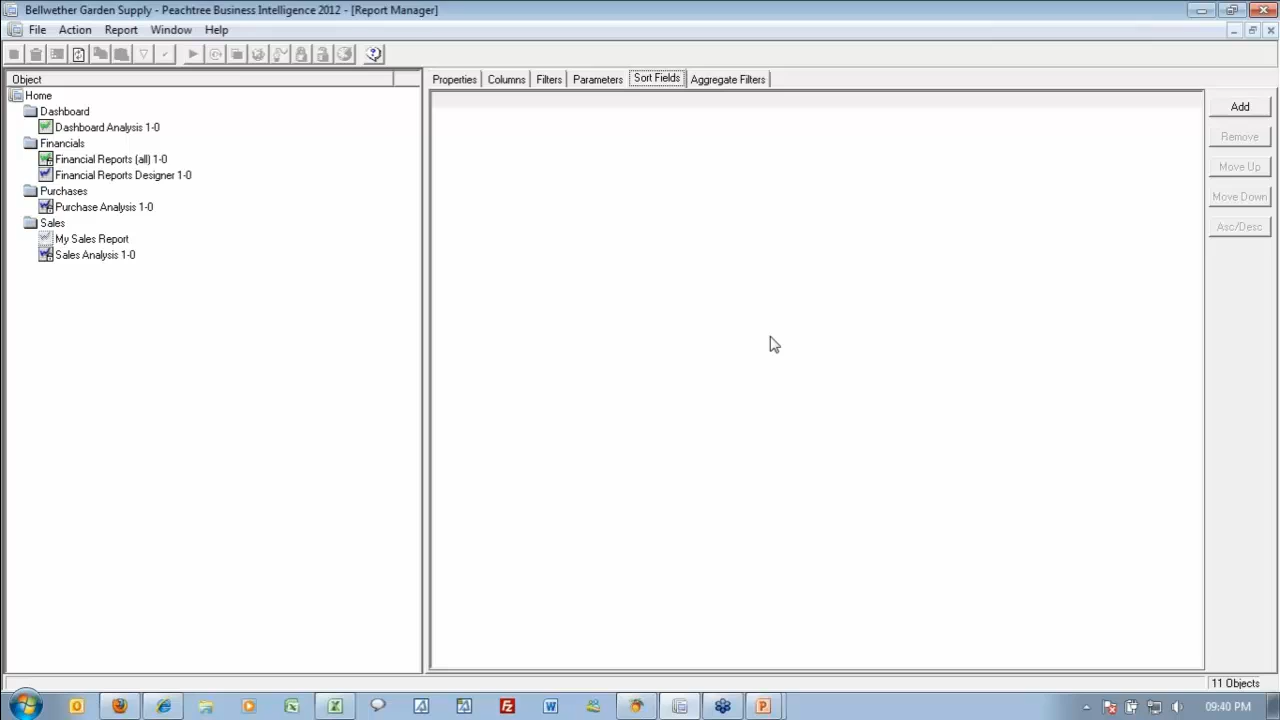 Bellwether Garden Supply - Peachtree Business Intelligence 2012 - [Report Manager]
File Action Report Window Help
Object
Properties Columns Filters Parameters Sort Fields Aggregate Filters
Home
Dashboard
Dashboard Analysis 1-0
Financials
Financial Reports (all) 1-0
Financial Reports Designer 1-0
Purchases
Purchase Analysis 1-0
Sales
My Sales Report
Sales Analysis 1-0
Add
Remove
Move Up
Move Down
Asc/Desc
11 Objects
09:40 PM